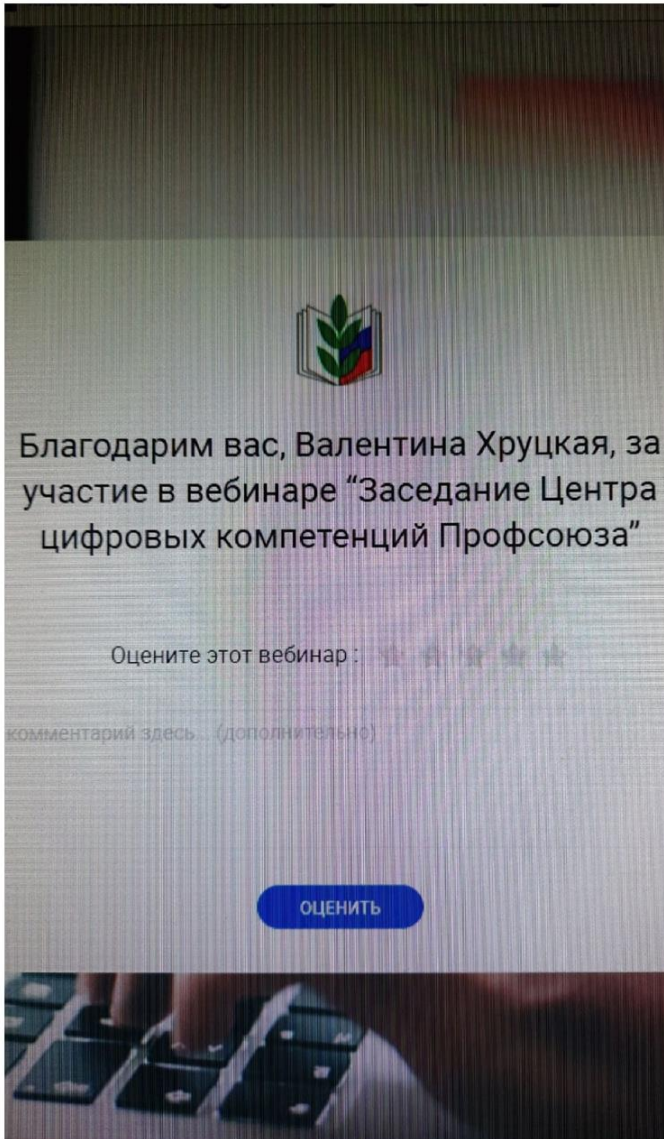 Благодарим вас, Валентина Хруцкая, за
участие в вебинаре “Заседание Центра
цифровых компетенций Профсоюза”
Оцените этот вебинар :
комментарий здесь... (дополнительно)
ОЦЕНИТЬ